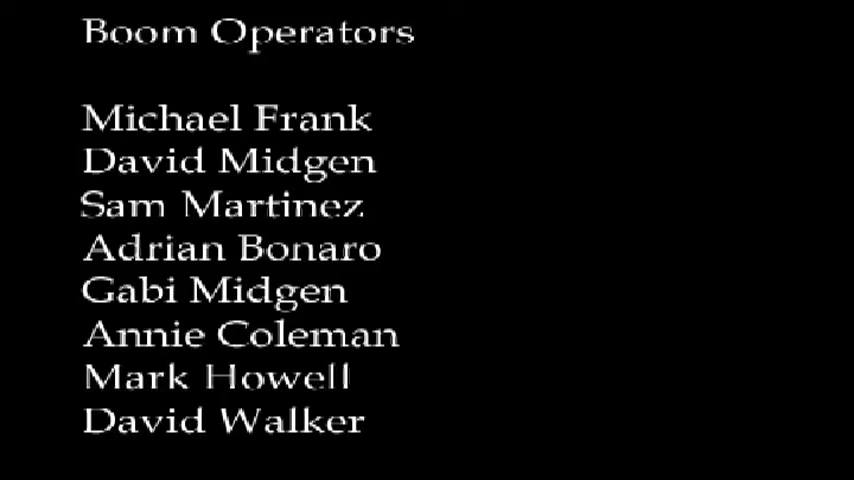 Boom Operators
Michael Frank
David Midgen
Sam Martinez
Adrian Bonaro
Gabi Midgen
Annie Coleman
Mark Howell
David Walker